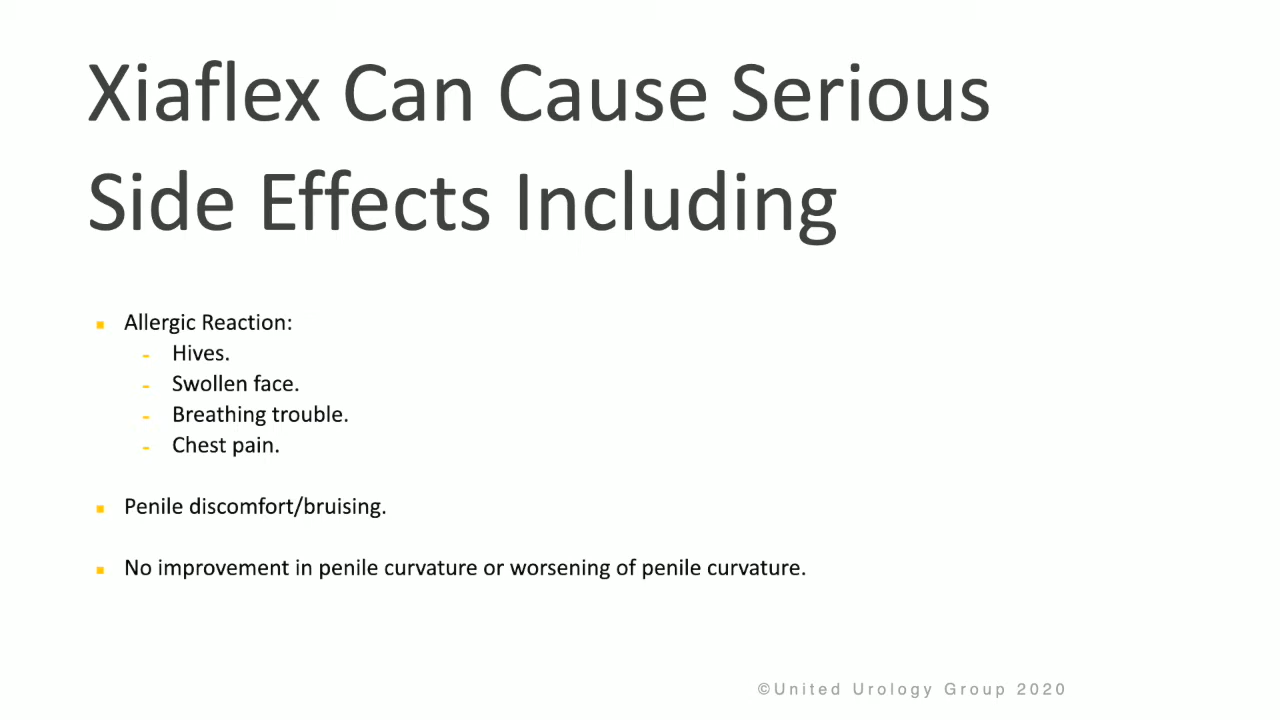 Xiaflex Can Cause Serious
Side Effects Including
▪ Allergic Reaction:
- Hives.
- Swollen face.
- Breathing trouble.
- Chest pain.
▪ Penile discomfort/bruising.
▪ No improvement in penile curvature or worsening of penile curvature.
©United Urology Group 2020